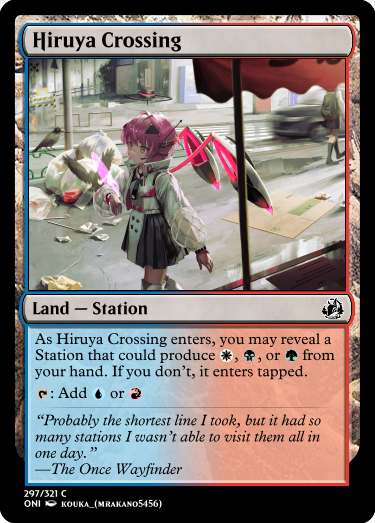 Hiruya Crossing
Land — Station
As Hiruya Crossing enters, you may reveal a
Station that could produce , , or from
your hand. If you don't, it enters tapped.
: Add or
“Probably the shortest line I took, but it had so
many stations I wasn't able to visit them all in
one day.”
—The Once Wayfinder
297/321 C
ONI KOUKA_(MRAKANO5456)